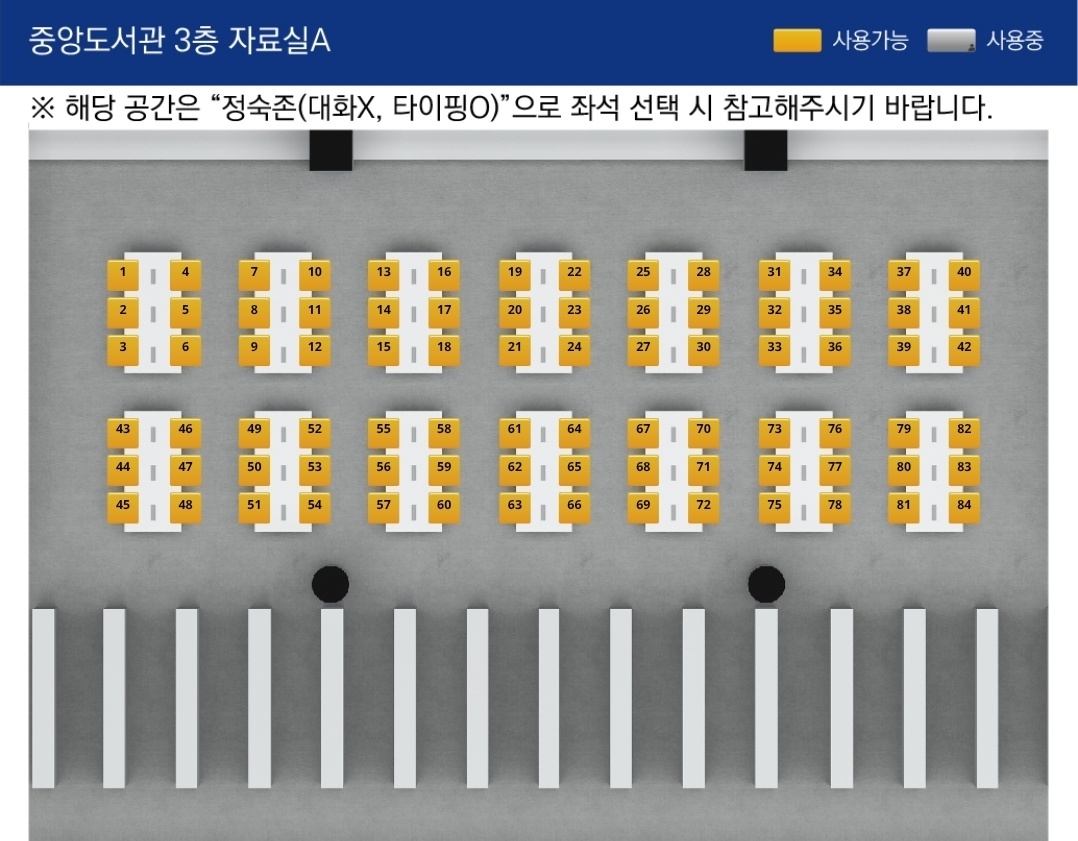 중앙도서관 3층 자료실A
사용가능 사용중
※ 해당 공간은 “정숙존(대화X, 타이핑O)”으로 좌석 선택 시 참고해주시기 바랍니다.
1 4 7 10 13 16 19 22 25 28 31 34 37 40
2 5 8 11 14 17 20 23 26 29 32 35 38 41
3 6 9 12 15 18 21 24 27 30 33 36 39 42
43 46 49 52 55 58 61 64 67 70 73 76 79 82
44 47 50 53 56 59 62 65 68 71 74 77 80 83
45 48 51 54 57 60 63 66 69 72 75 78 81 84